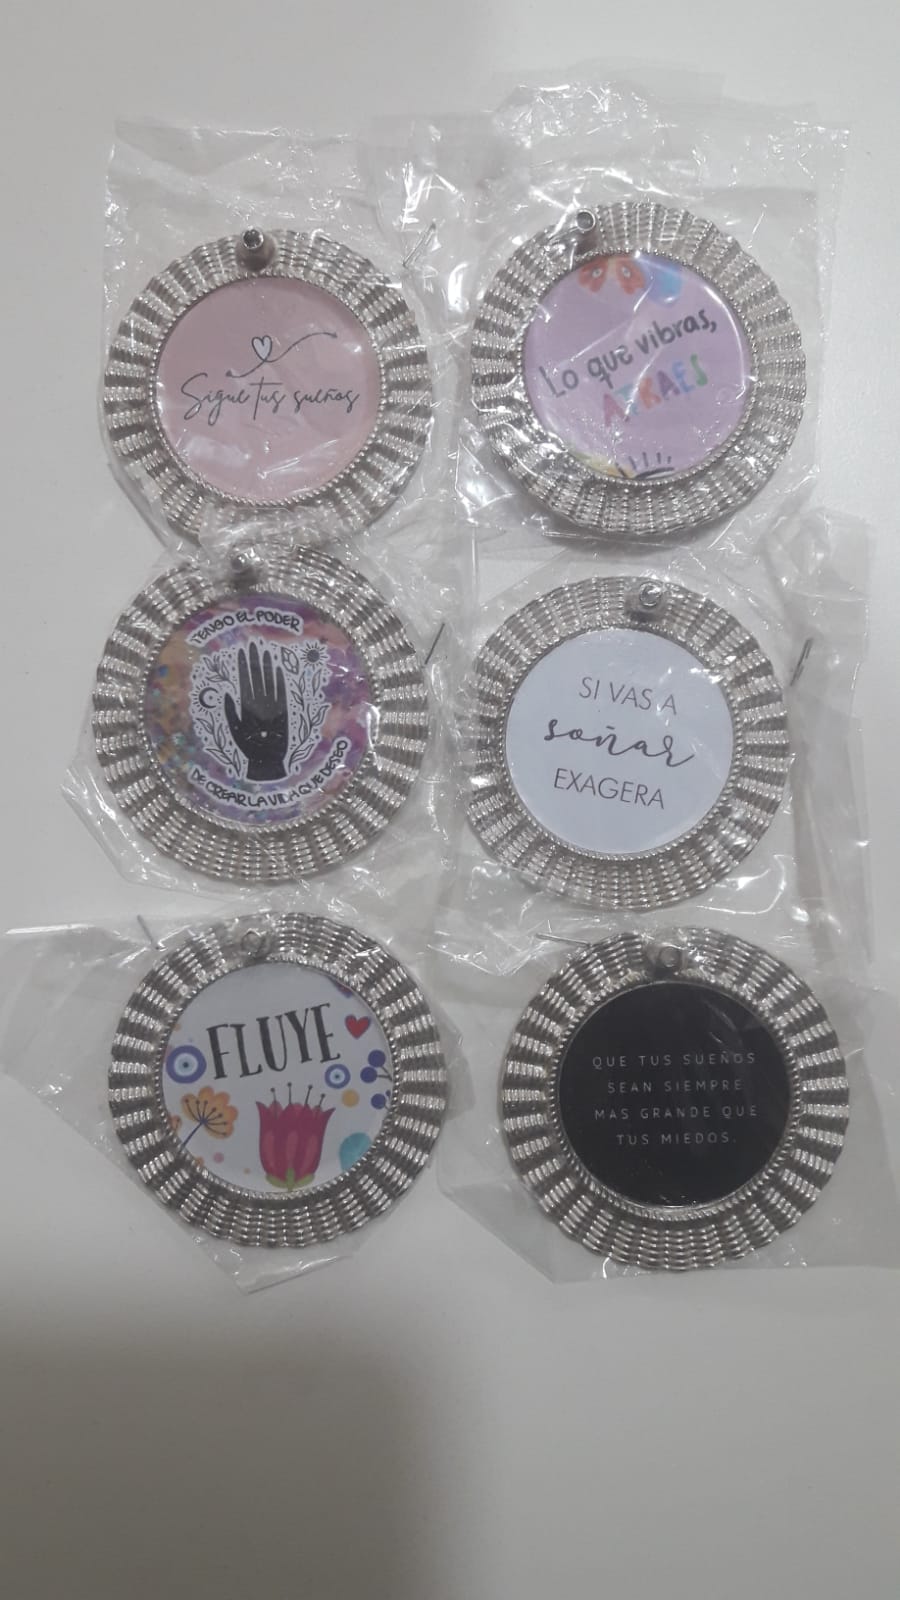 Sigue tus sueños
Lo que vibras,
ATRAES
TENGO EL PODER
DE CREAR LA VIDA QUE DESEO
SI VAS A
soñar
EXAGERA
FLUYE
QUE TUS SUEÑOS
SEAN SIEMPRE
MAS GRANDE QUE
TUS MIEDOS.